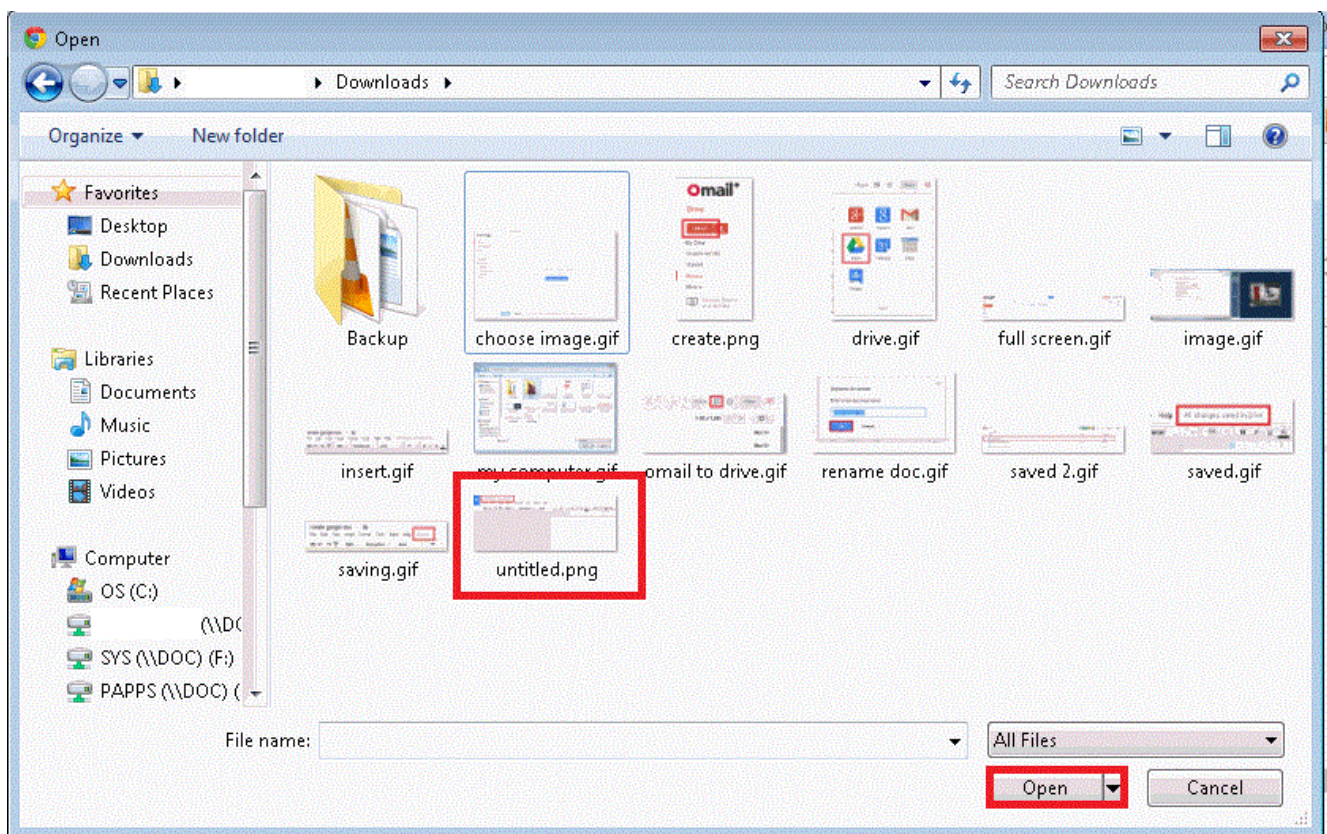 Open
Downloads
Search Downloads
Organize New folder
Favorites
Desktop
Downloads
Recent Places
Libraries
Documents
Music
Pictures
Videos
Computer
OS (C:)
(\\DO
SYS (\\DOC) (F:)
PAPPS (\\DOC) (
Omail+
Backup choose image.gif create.png drive.gif full screen.gif image.gif
insert.gif my computer.gif omail to drive.gif rename doc.gif saved 2.gif saved.gif
saving.gif untitled.png
File name: All Files
Open Cancel